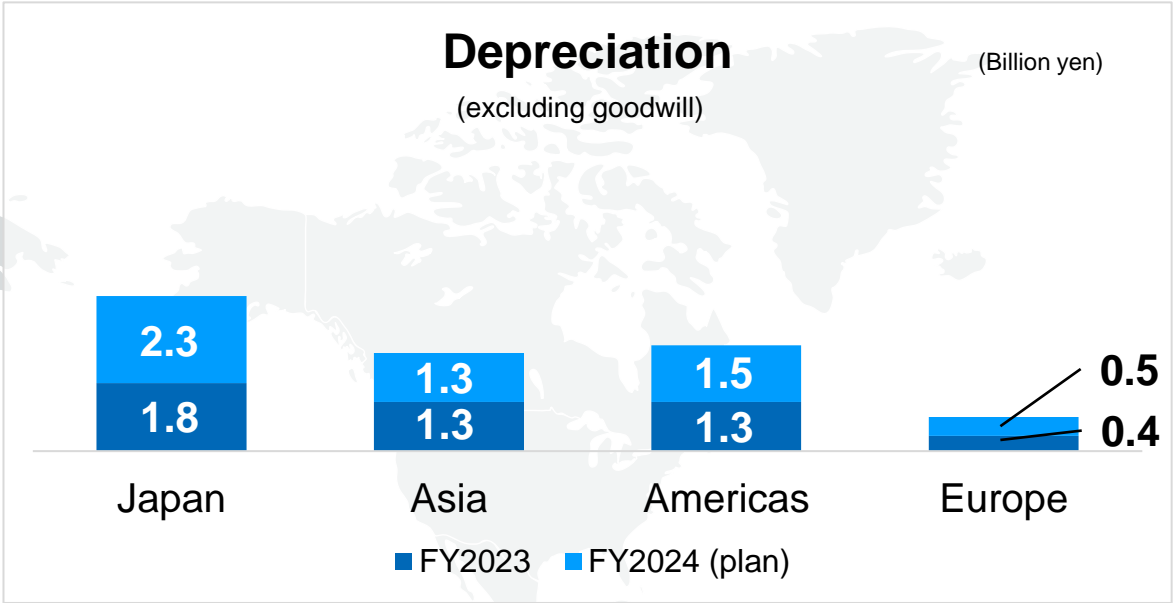 Depreciation
(Billion yen)
(excluding goodwill)
2.3
1.8
1.3
1.3
1.5
1.3
0.5
0.4
Japan
Asia
Americas
Europe
FY2023
FY2024 (plan)